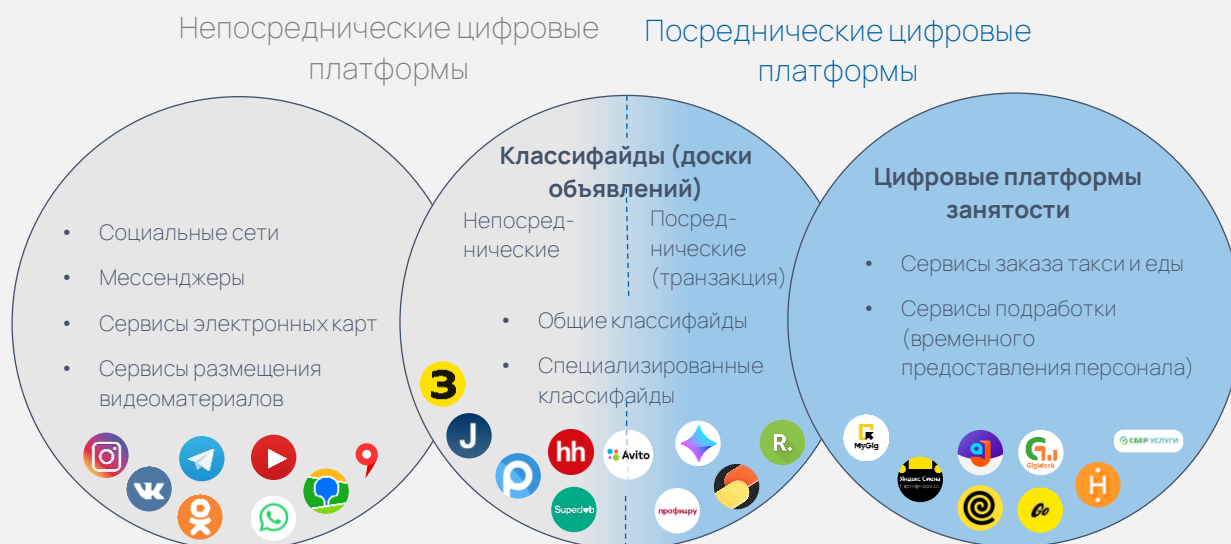 Непосреднические цифровые
платформы
Посреднические цифровые
платформы
• Социальные сети
• Мессенджеры
• Сервисы электронных карт
• Сервисы размещения
видеоматериалов
Классифайды (доски
объявлений)
Непосред-
нические
Посред-
нические
(транзакция)
• Общие классифайды
• Специализированные
классифайды
З
J
hh
Avito
SuperJob
R.
профи.ру
Цифровые платформы
занятости
• Сервисы заказа такси и еды
• Сервисы подработки
(временного
предоставления персонала)
MyGig
Яндекс Смена
GigWork
Go
СБЕР УСЛУГИ